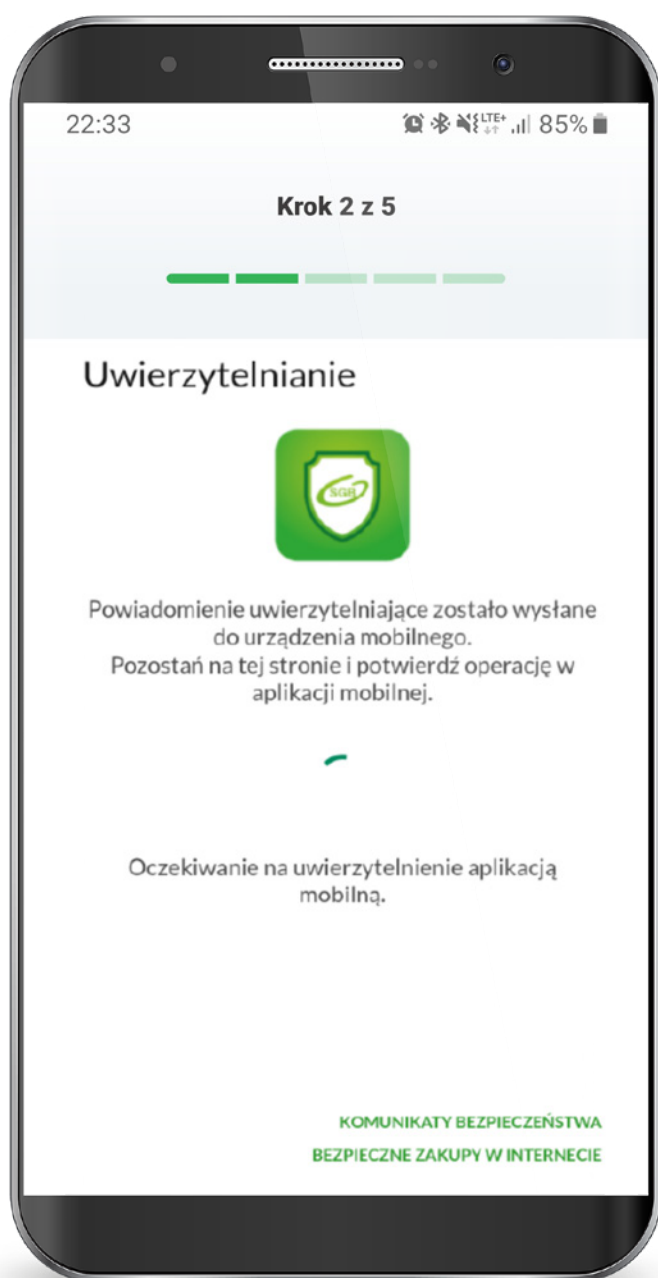 22:33 LTE+ 85%
Krok 2 z 5
Uwierzytelnianie
SGB
Powiadomienie uwierzytelniające zostało wysłane
do urządzenia mobilnego.
Pozostań na tej stronie i potwierdź operację w
aplikacji mobilnej.
Oczekiwanie na uwierzytelnienie aplikacją
mobilną.
KOMUNIKATY BEZPIECZEŃSTWA
BEZPIECZNE ZAKUPY W INTERNECIE